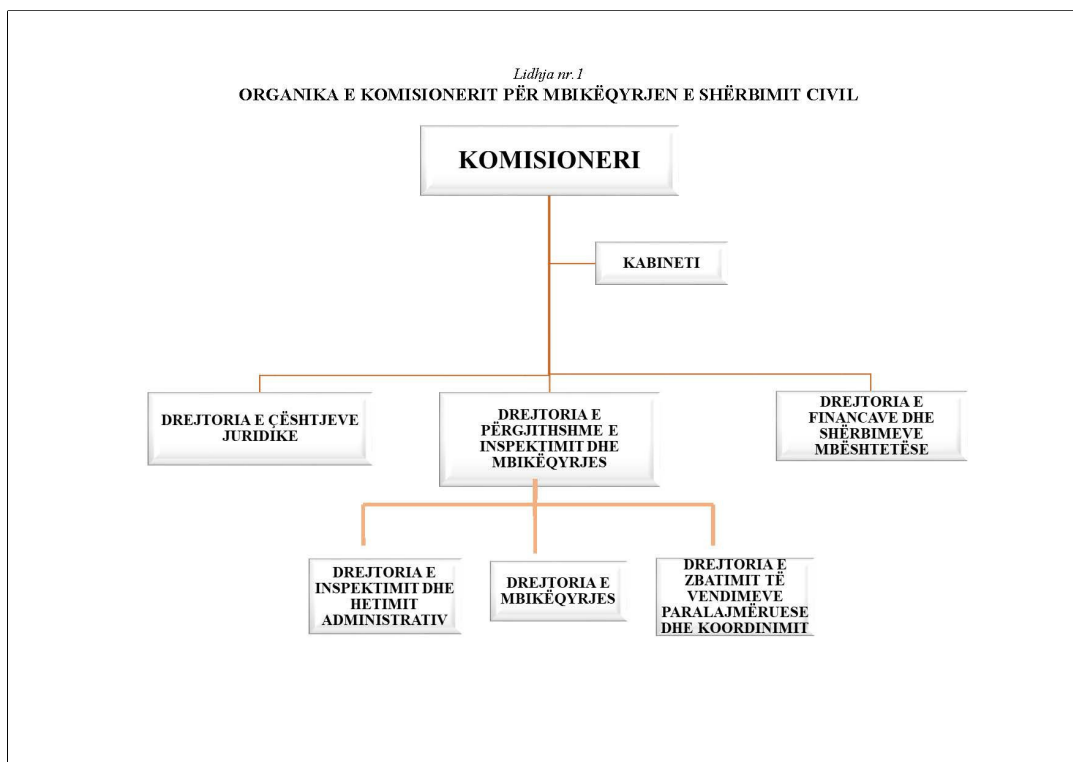 Lidhja nr.1
ORGANIKA E KOMISIONERIT PËR MBIKËQYRJEN E SHËRBIMIT CIVIL
KOMISIONERI
KABINETI
DREJTORIA E ÇËSHTJEVE
JURIDIKE
DREJTORIA E
PËRGJITHSHME E
INSPEKTIMIT DHE
MBIKËQYRJES
DREJTORIA E
FINANCAVE DHE
SHËRBIMEVE
MBËSHTETËSE
DREJTORIA E
INSPEKTIMIT DHE
HETIMIT
ADMINISTRATIV
DREJTORIA E
MBIKËQYRJES
DREJTORIA E
ZBATIMIT TË
VENDIMEVE
PARALAJMËRUESE
DHE KOORDINIMIT